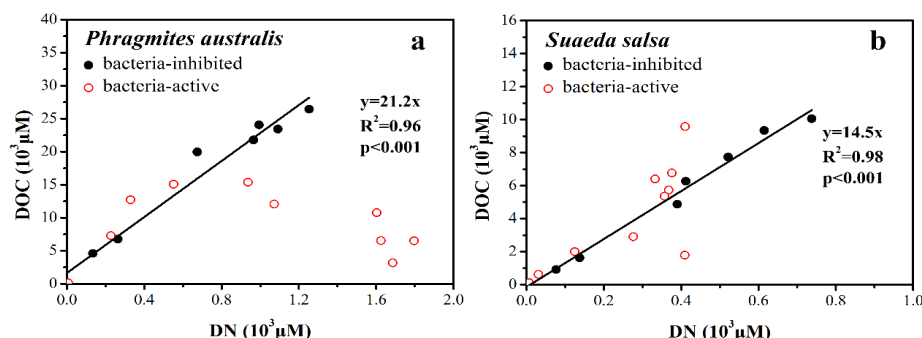 Phragmites australis
a
bacteria-inhibited
bacteria-active
y=21.2x
R²=0.96
p<0.001
DOC (10³μM)
40
35
30
25
20
15
10
5
0
0.0 0.4 0.8 1.2 1.6 2.0
DN (10³μM)
Suaeda salsa
b
bacteria-inhibited
bacteria-active
y=14.5x
R²=0.98
p<0.001
DOC (10³μM)
16
14
12
10
8
6
4
2
0
0.0 0.2 0.4 0.6 0.8 1.0
DN (10³μM)